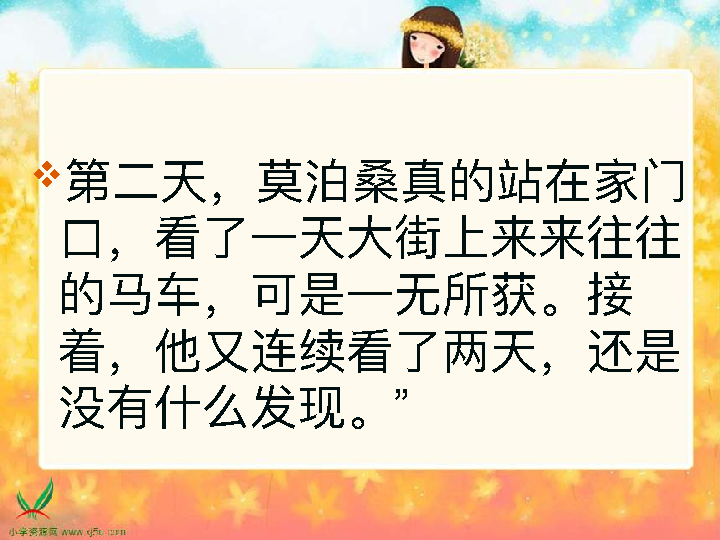 第二天，莫泊桑真的站在家门
口，看了一天大街上来来往往
的马车，可是一无所获。接
着，他又连续看了两天，还是
没有什么发现。”
小学资源网 www.xj5u.com